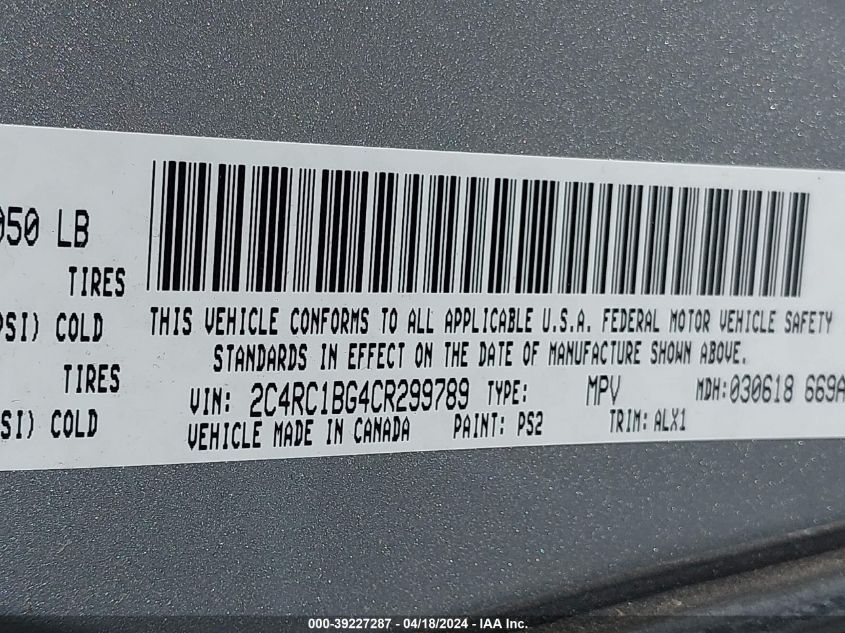 050 LB
TIRES
PSI) COLD
TIRES
SI) COLD
THIS VEHICLE CONFORMS TO ALL APPLICABLE U.S.A. FEDERAL MOTOR VEHICLE SAFETY
STANDARDS IN EFFECT ON THE DATE OF MANUFACTURE SHOWN ABOVE.
VIN: 2C4RC1BG4CR299789 TYPE: MPV MDH:030618 669A
VEHICLE MADE IN CANADA PAINT: PS2 TRIM:ALX1
000-39227287 - 04/18/2024 - IAA Inc.